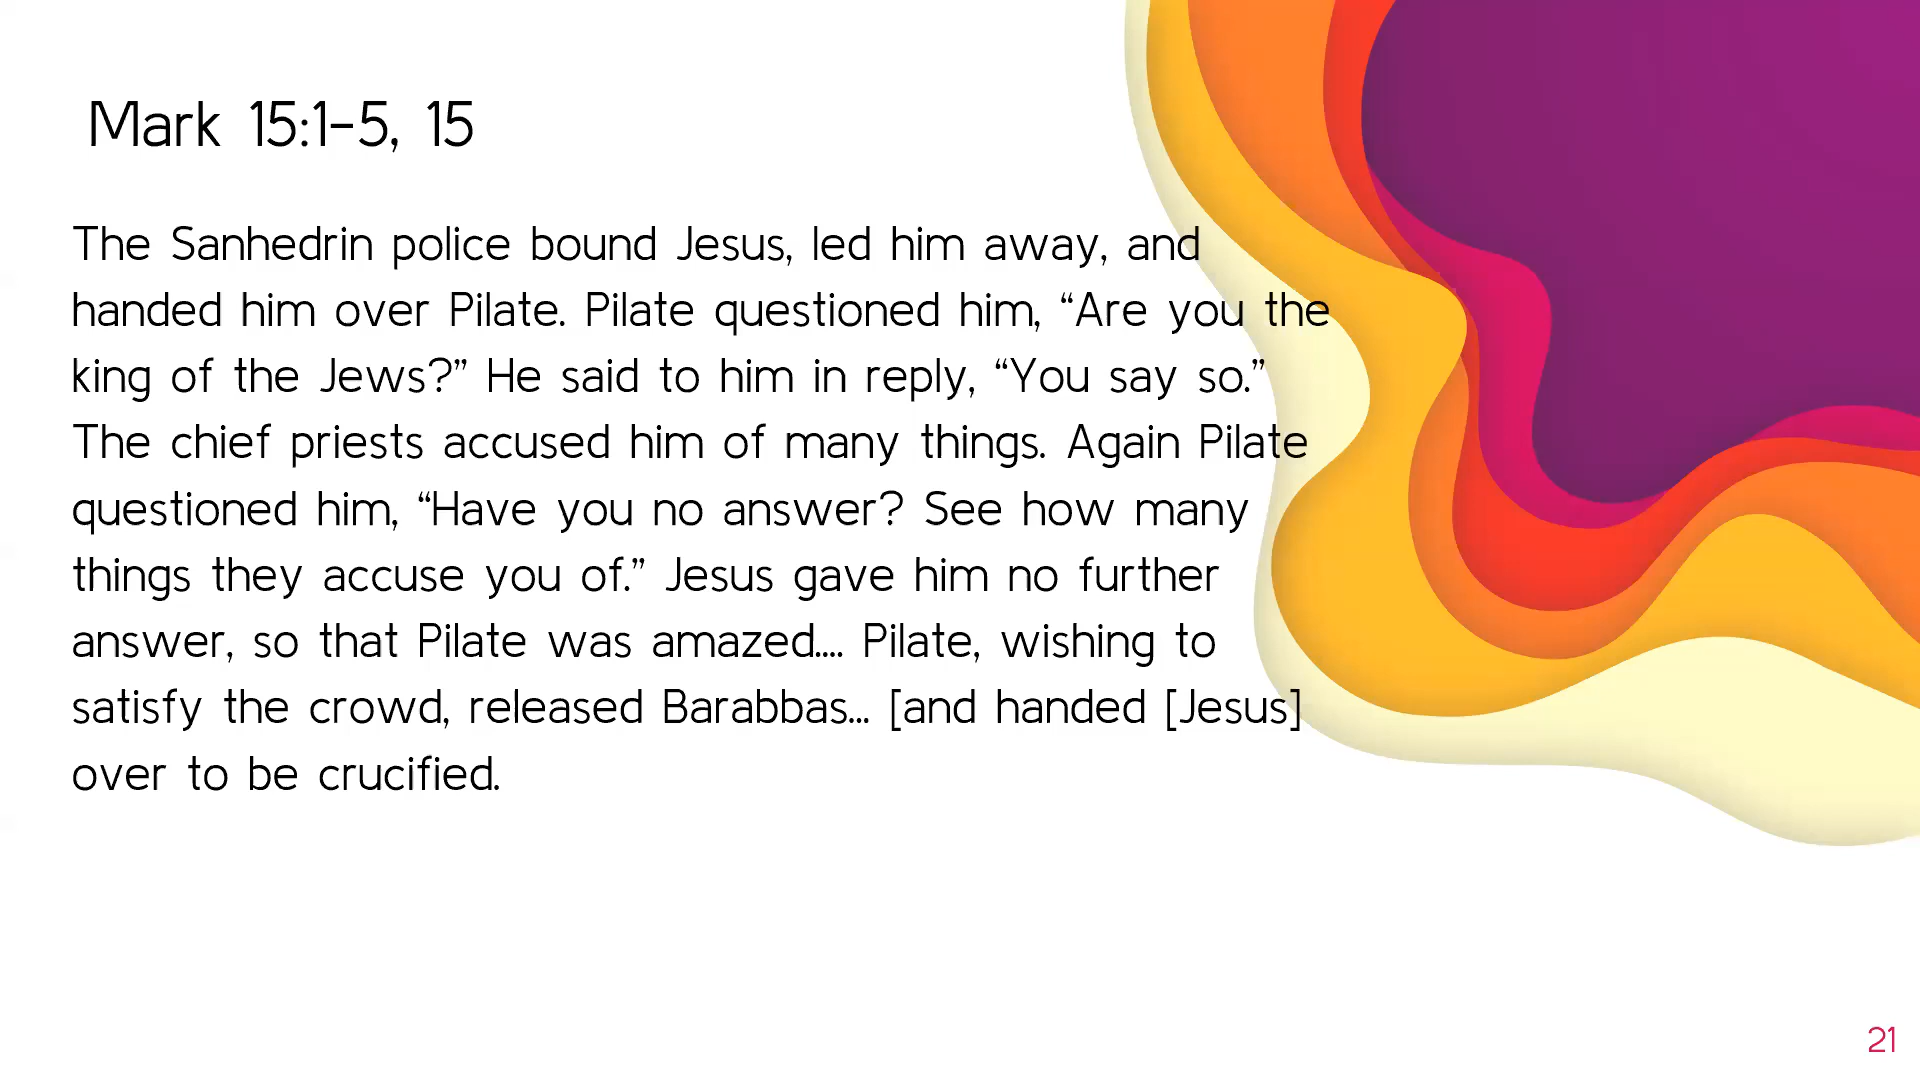 Mark 15:1-5, 15
The Sanhedrin police bound Jesus, led him away, and
handed him over Pilate. Pilate questioned him, “Are you the
king of the Jews?” He said to him in reply, “You say so.”
The chief priests accused him of many things. Again Pilate
questioned him, “Have you no answer? See how many
things they accuse you of.” Jesus gave him no further
answer, so that Pilate was amazed.... Pilate, wishing to
satisfy the crowd, released Barabbas... [and handed [Jesus]
over to be crucified.
21